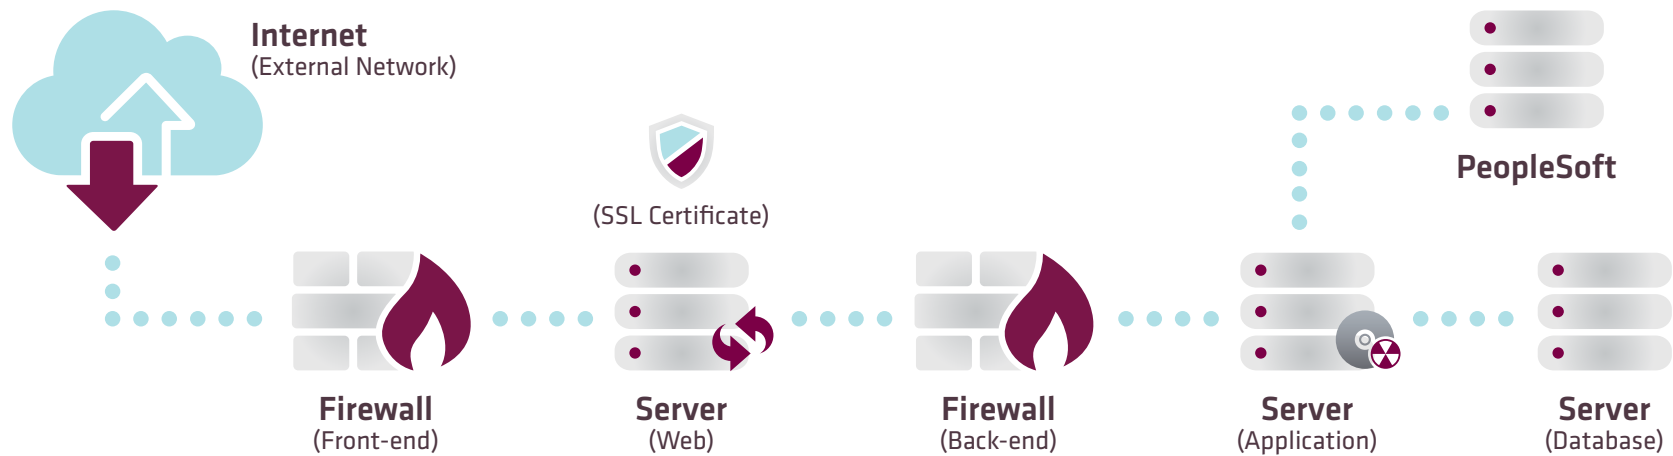 Internet
(External Network)
PeopleSoft
(SSL Certificate)
Firewall
(Front-end)
Server
(Web)
Firewall
(Back-end)
Server
(Application)
Server
(Database)